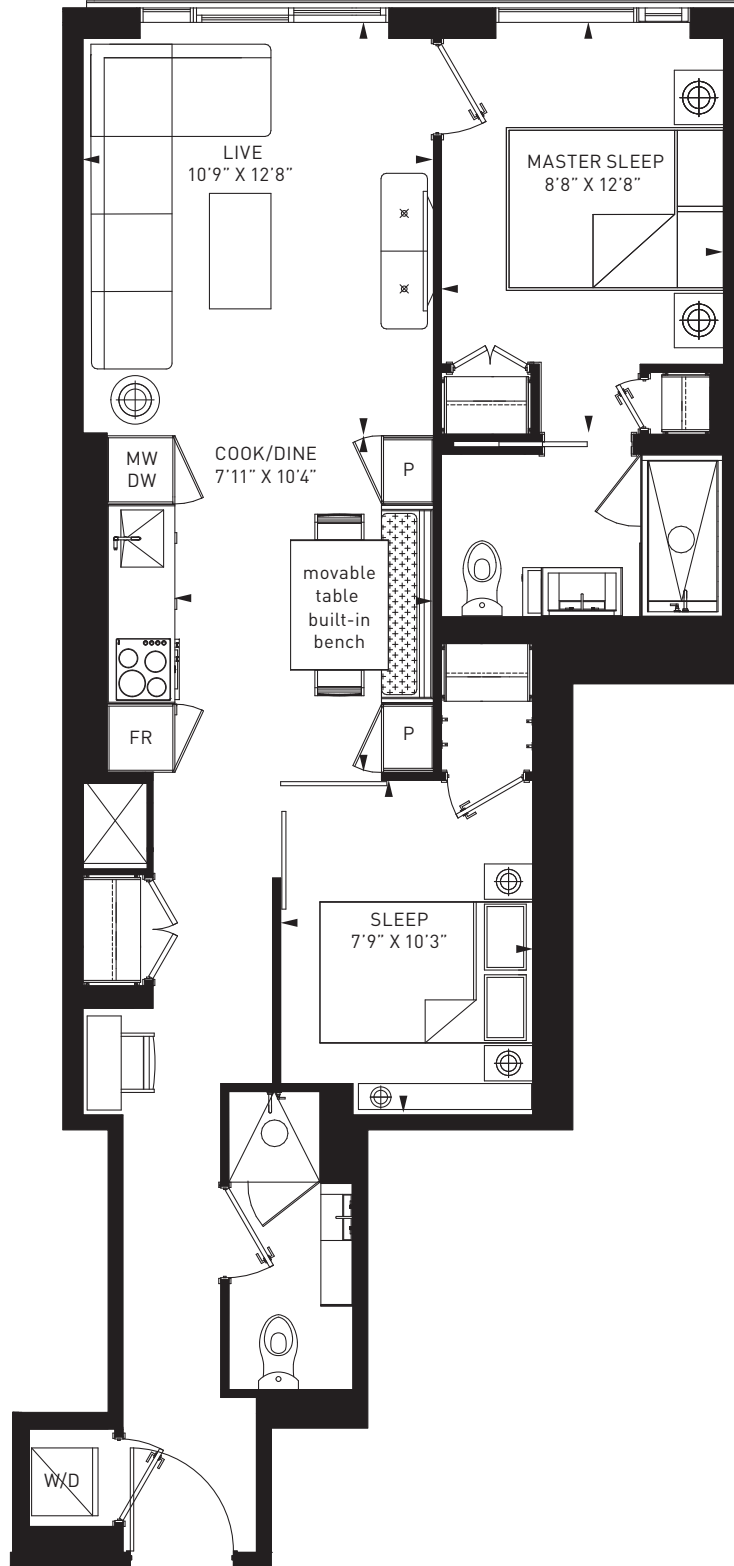 LIVE
10'9" X 12'8"
MASTER SLEEP
8'8" X 12'8"
MW
DW
COOK/DINE
7'11" X 10'4"
P
movable
table
built-in
bench
FR
P
SLEEP
7'9" X 10'3"
W/D